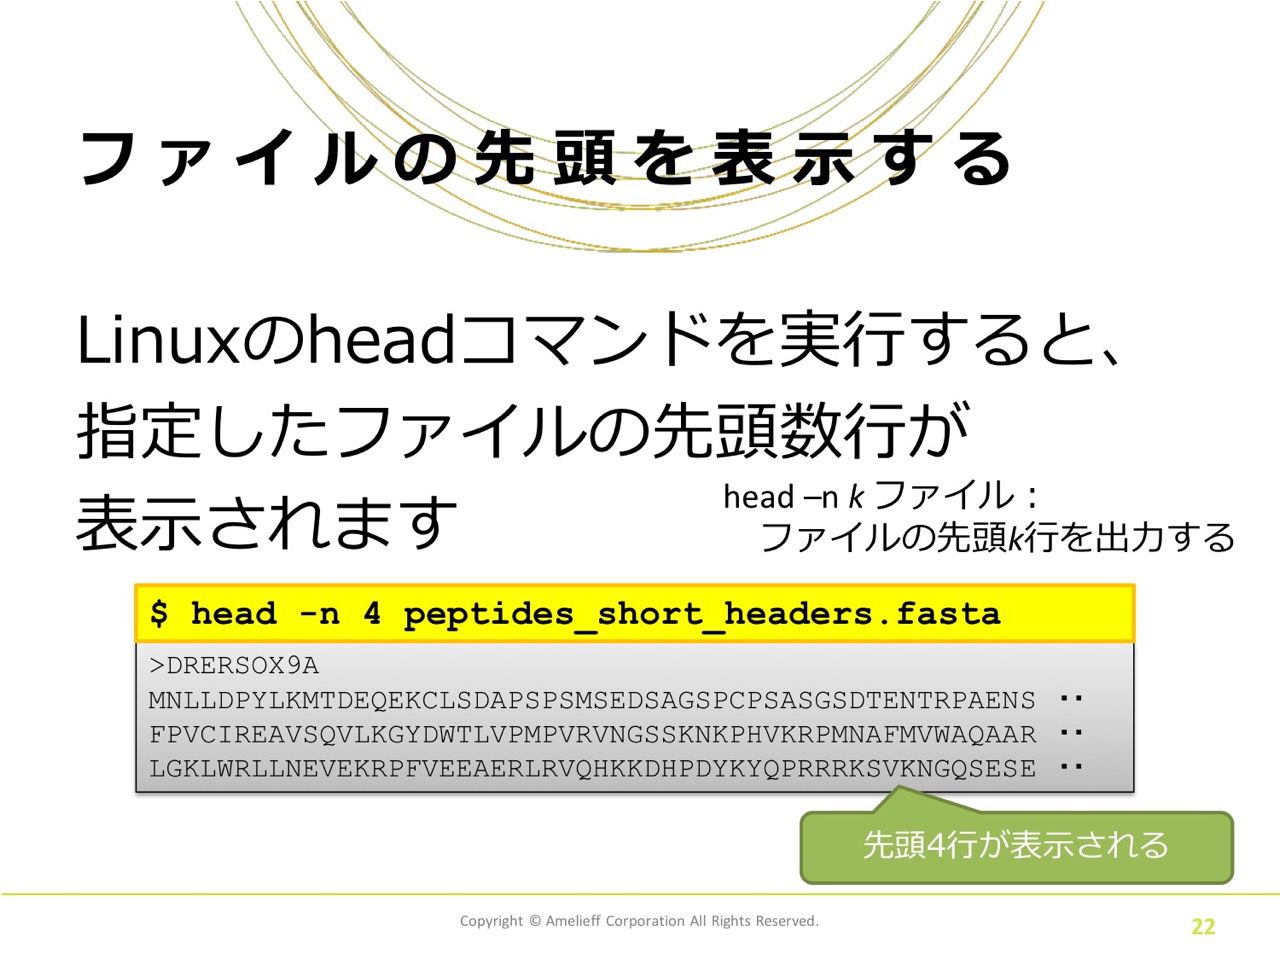 ファイルの先頭を表示する
Linuxのheadコマンドを実行すると、
指定したファイルの先頭数行が
表示されます
head –n k ファイル：
ファイルの先頭k行を出力する
$ head -n 4 peptides_short_headers.fasta
>DRERSOX9A
MNLLDPYLKMTDEQEKCLSDAPSPSMSEDSAGSPCPSASGSDTENTRPAENS ‥
FPVCIREAVSQVLKGYDWTLVPMPVRVNGSSKNKPHVKRPMNAFMVWAQAAR ‥
LGKLWRLLNEVEKRPFVEEAERLRVQHKKDHPDYKYQPRRRKSVKNGQSESE ‥
先頭4行が表示される
Copyright © Amelieff Corporation All Rights Reserved.
22